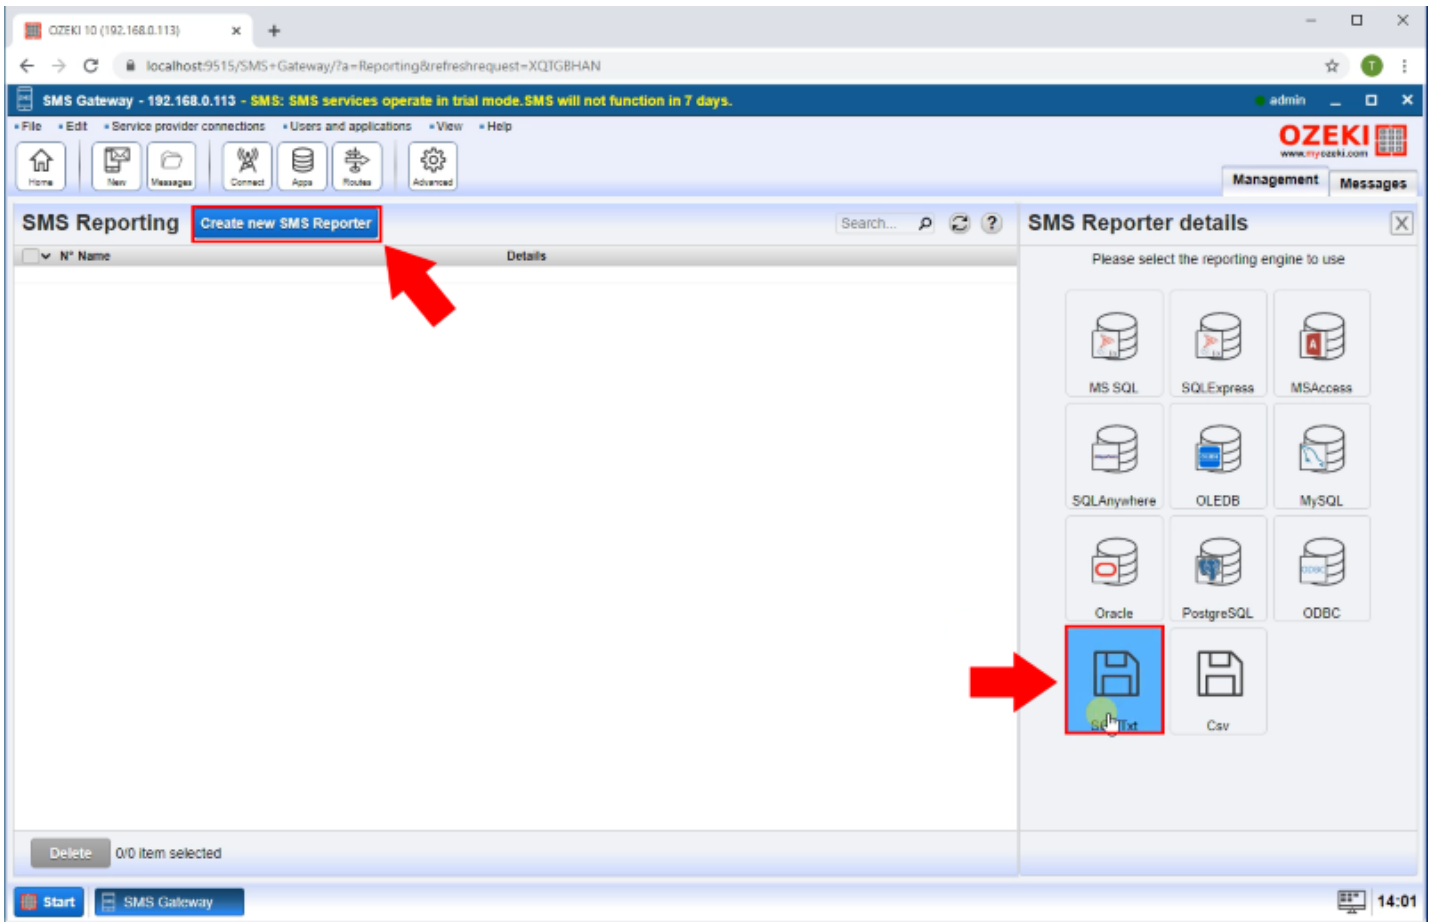 OZEKI 10 (192.168.0.113)
localhost:9515/SMS+Gateway/?a=Reporting&refreshrequest=XQTGBHAN
T
SMS Gateway - 192.168.0.113 - SMS: SMS services operate in trial mode.SMS will not function in 7 days.
admin
File Edit Service provider connections Users and applications View Help
OZEKI
www.myozeki.com
Home New Messages Connect Apps Routes Advanced
Management Messages
SMS Reporting Create new SMS Reporter Search... ?
SMS Reporter details X
N° Name Details
Please select the reporting engine to use
MS SQL SQLExpress MSAccess
SQLAnywhere OLEDB MySQL
ODBC
Oracle PostgreSQL ODBC
Csv
Delete 0/0 item selected
Start SMS Gateway 14:01